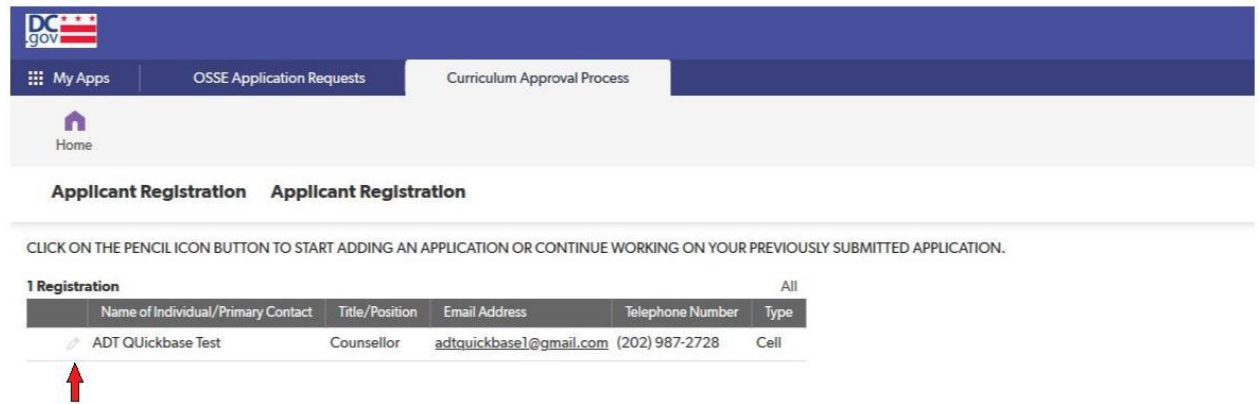 DC
.gov
My Apps OSSE Application Requests Curriculum Approval Process
Home
Applicant Registration Applicant Registration
CLICK ON THE PENCIL ICON BUTTON TO START ADDING AN APPLICATION OR CONTINUE WORKING ON YOUR PREVIOUSLY SUBMITTED APPLICATION.
1 Registration All
Name of Individual/Primary Contact Title/Position Email Address Telephone Number Type
ADT QUickbase Test Counsellor adtquickbase1@gmail.com (202) 987-2728 Cell